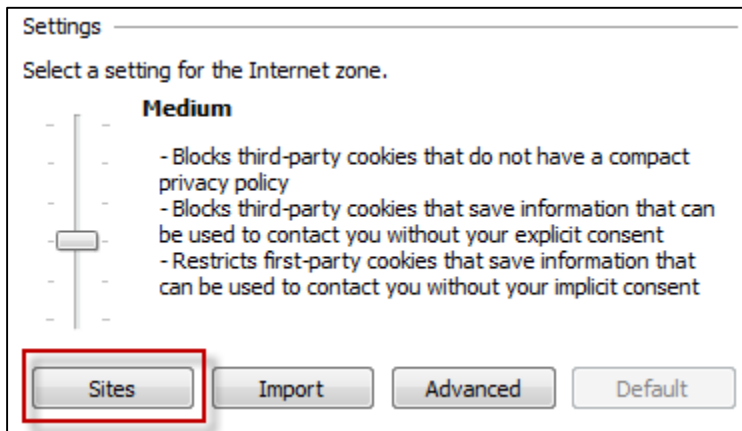 Settings
Select a setting for the Internet zone.
Medium
- Blocks third-party cookies that do not have a compact
privacy policy
- Blocks third-party cookies that save information that can
be used to contact you without your explicit consent
- Restricts first-party cookies that save information that
can be used to contact you without your implicit consent
Sites Import Advanced Default